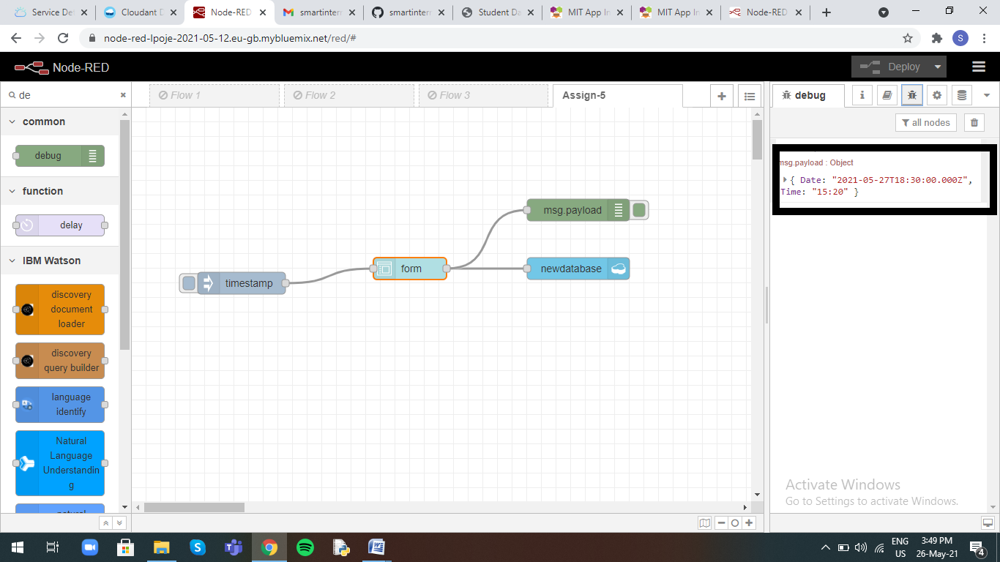 Service De
Cloudant D
Node-RED
smartintern
smartintern
Student Da
MIT App In
MIT App In
Node-RED
node-red-lpoje-2021-05-12.eu-gb.mybluemix.net/red/#
S
Node-RED
Deploy
de
Flow 1
Flow 2
Flow 3
Assign-5
debug
i
all nodes
common
debug
function
delay
IBM Watson
discovery
document
loader
discovery
query builder
language
identify
Natural
Language
Understandin
g
natural
timestamp
form
msg.payload
newdatabase
msg.payload : Object
{ Date: "2021-05-27T18:30:00.000Z",
Time: "15:20" }
Activate Windows
Go to Settings to activate Windows.
ENG
US
3:49 PM
26-May-21
4